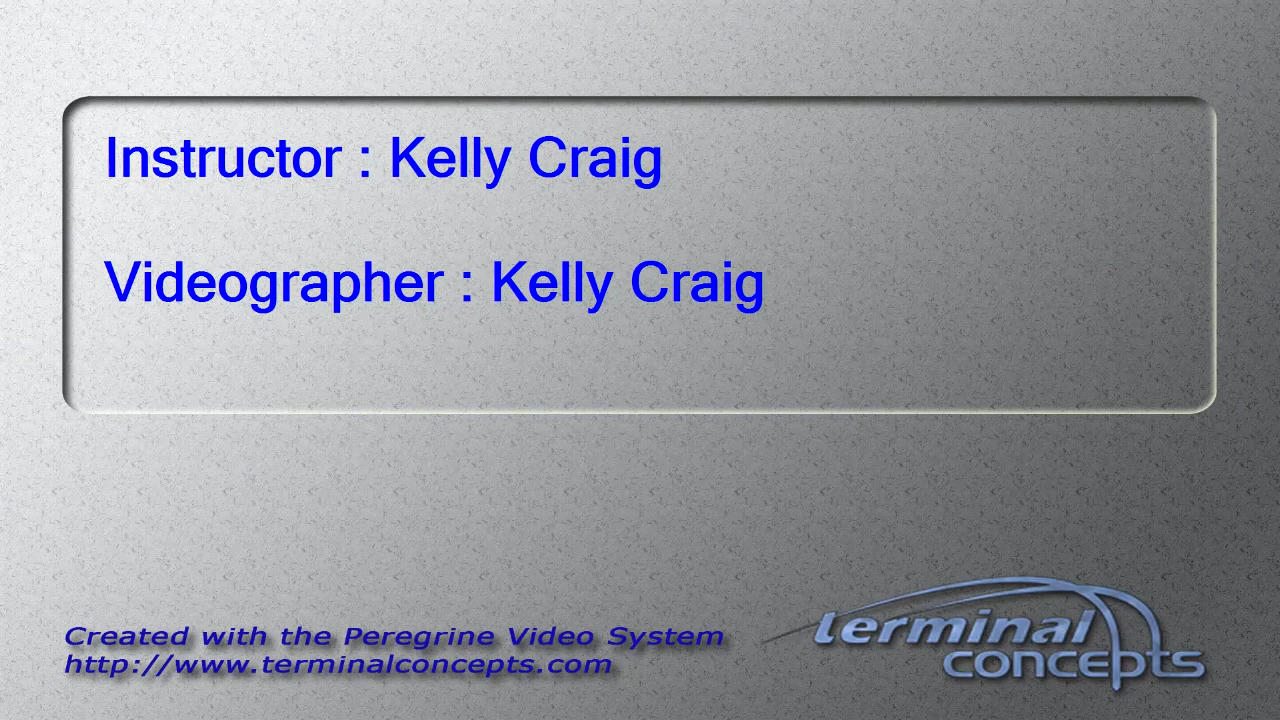 Instructor : Kelly Craig
Videographer : Kelly Craig
Created with the Peregrine Video System
http://www.terminalconcepts.com
terminal
concepts